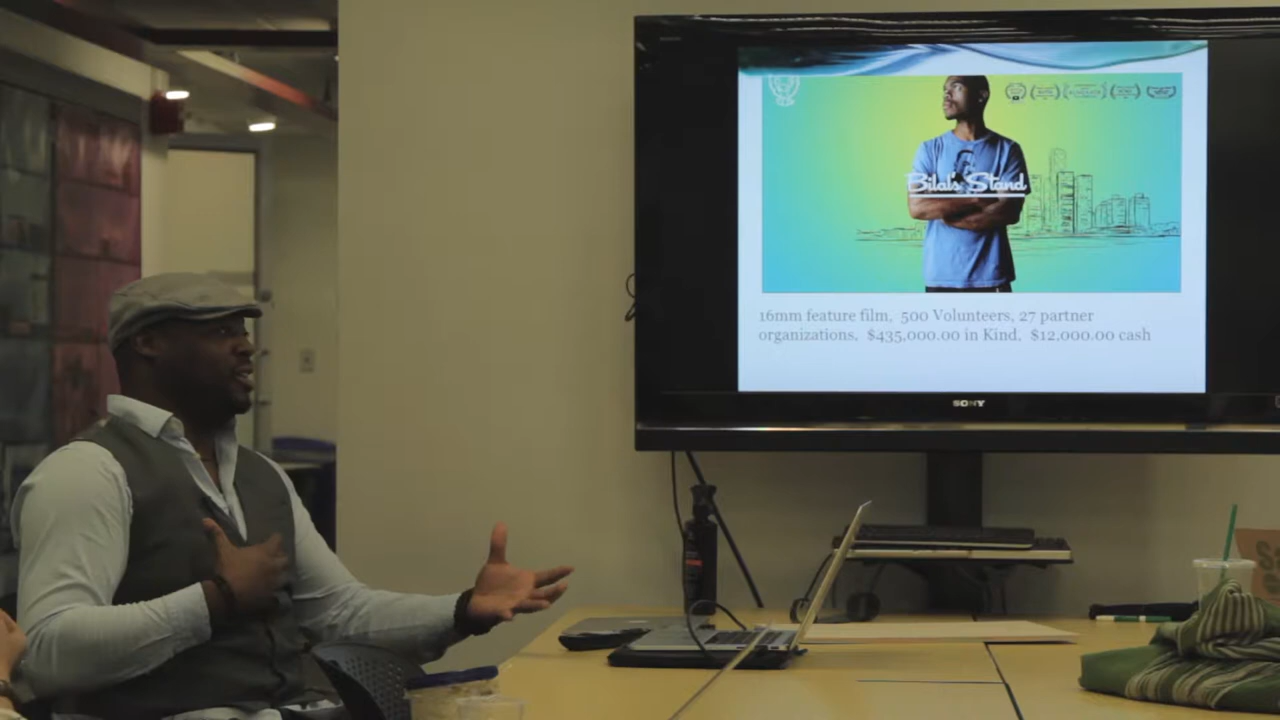 Bilal's Stand
16mm feature film, 500 Volunteers, 27 partner
organizations, $435,000.00 in Kind, $12,000.00 cash
SONY